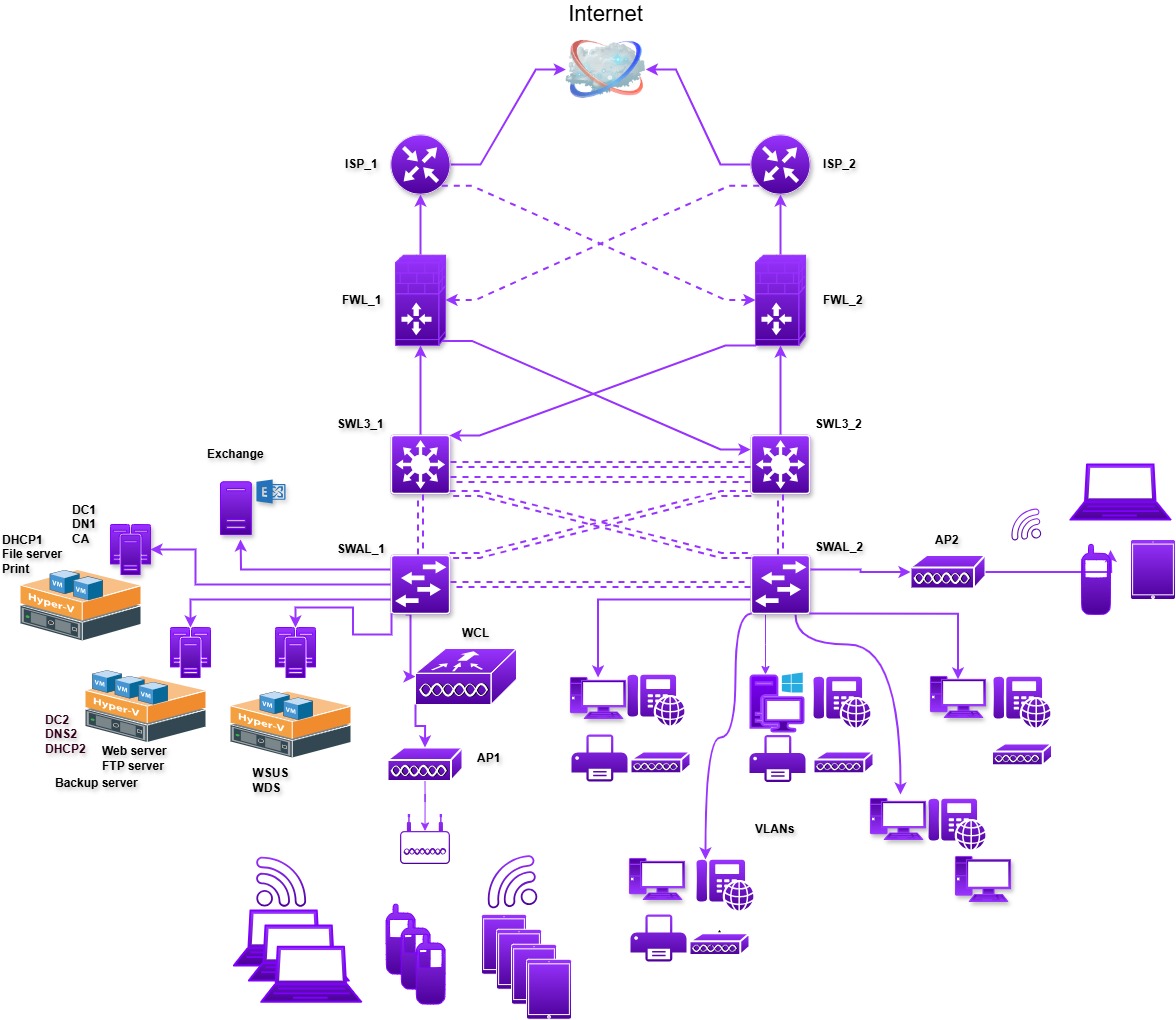 Internet
ISP_1
ISP_2
FWL_1
FWL_2
SWL3_1
SWL3_2
Exchange
E
DC1
DN1
CA
DHCP1
File server
Print
VM
VM
Hyper-V
SWAL_1
SWAL_2
AP2
WCL
VM
VM
VM
Hyper-V
VM
VM
Hyper-V
DC2
DNS2
DHCP2
Web server
FTP server
Backup server
WSUS
WDS
AP1
VLANs